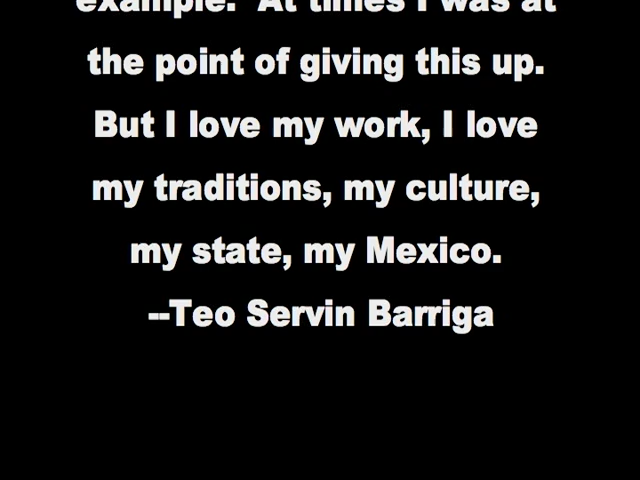 example. At times I was at
the point of giving this up.
But I love my work, I love
my traditions, my culture,
my state, my Mexico.
--Teo Servin Barriga